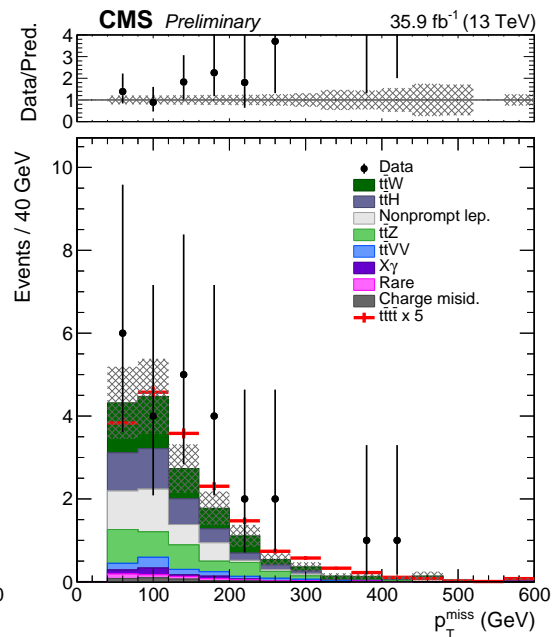 CMS Preliminary 35.9 fb⁻¹ (13 TeV)
Data/Pred.
4
3
2
1
0
Events / 40 GeV
10
8
6
4
2
0
Data
tt̄W
tt̄H
Nonprompt lep.
tt̄Z
tt̄VV
Xγ
Rare
Charge misid.
tt̄tt̄ x 5
0 0 100 200 300 400 500 600
p_T^miss (GeV)